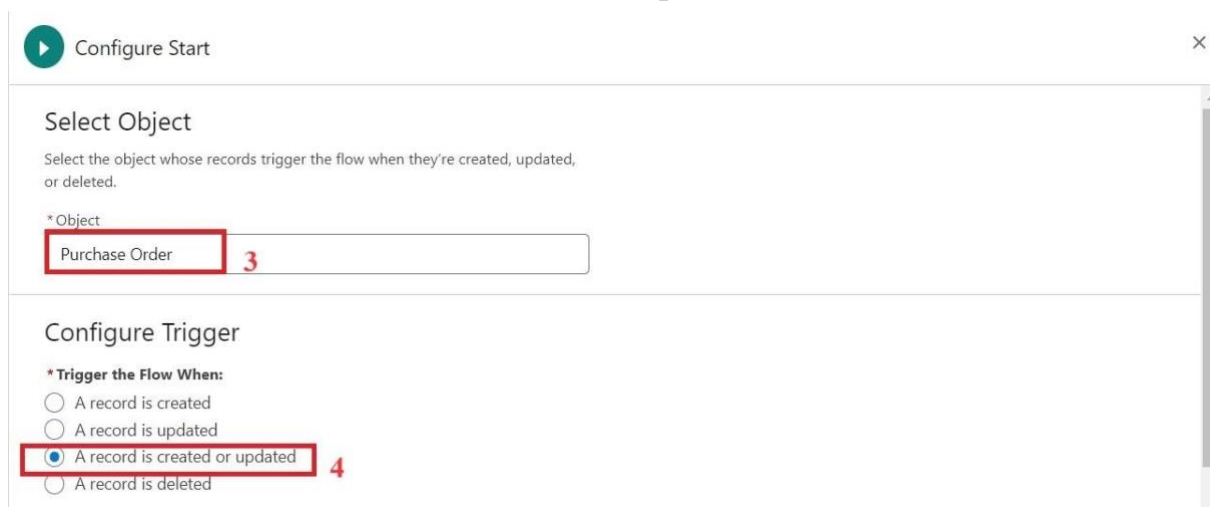 Configure Start
Select Object
Select the object whose records trigger the flow when they're created, updated,
or deleted.
* Object
Purchase Order
3
Configure Trigger
* Trigger the Flow When:
A record is created
A record is updated
A record is created or updated
4
A record is deleted